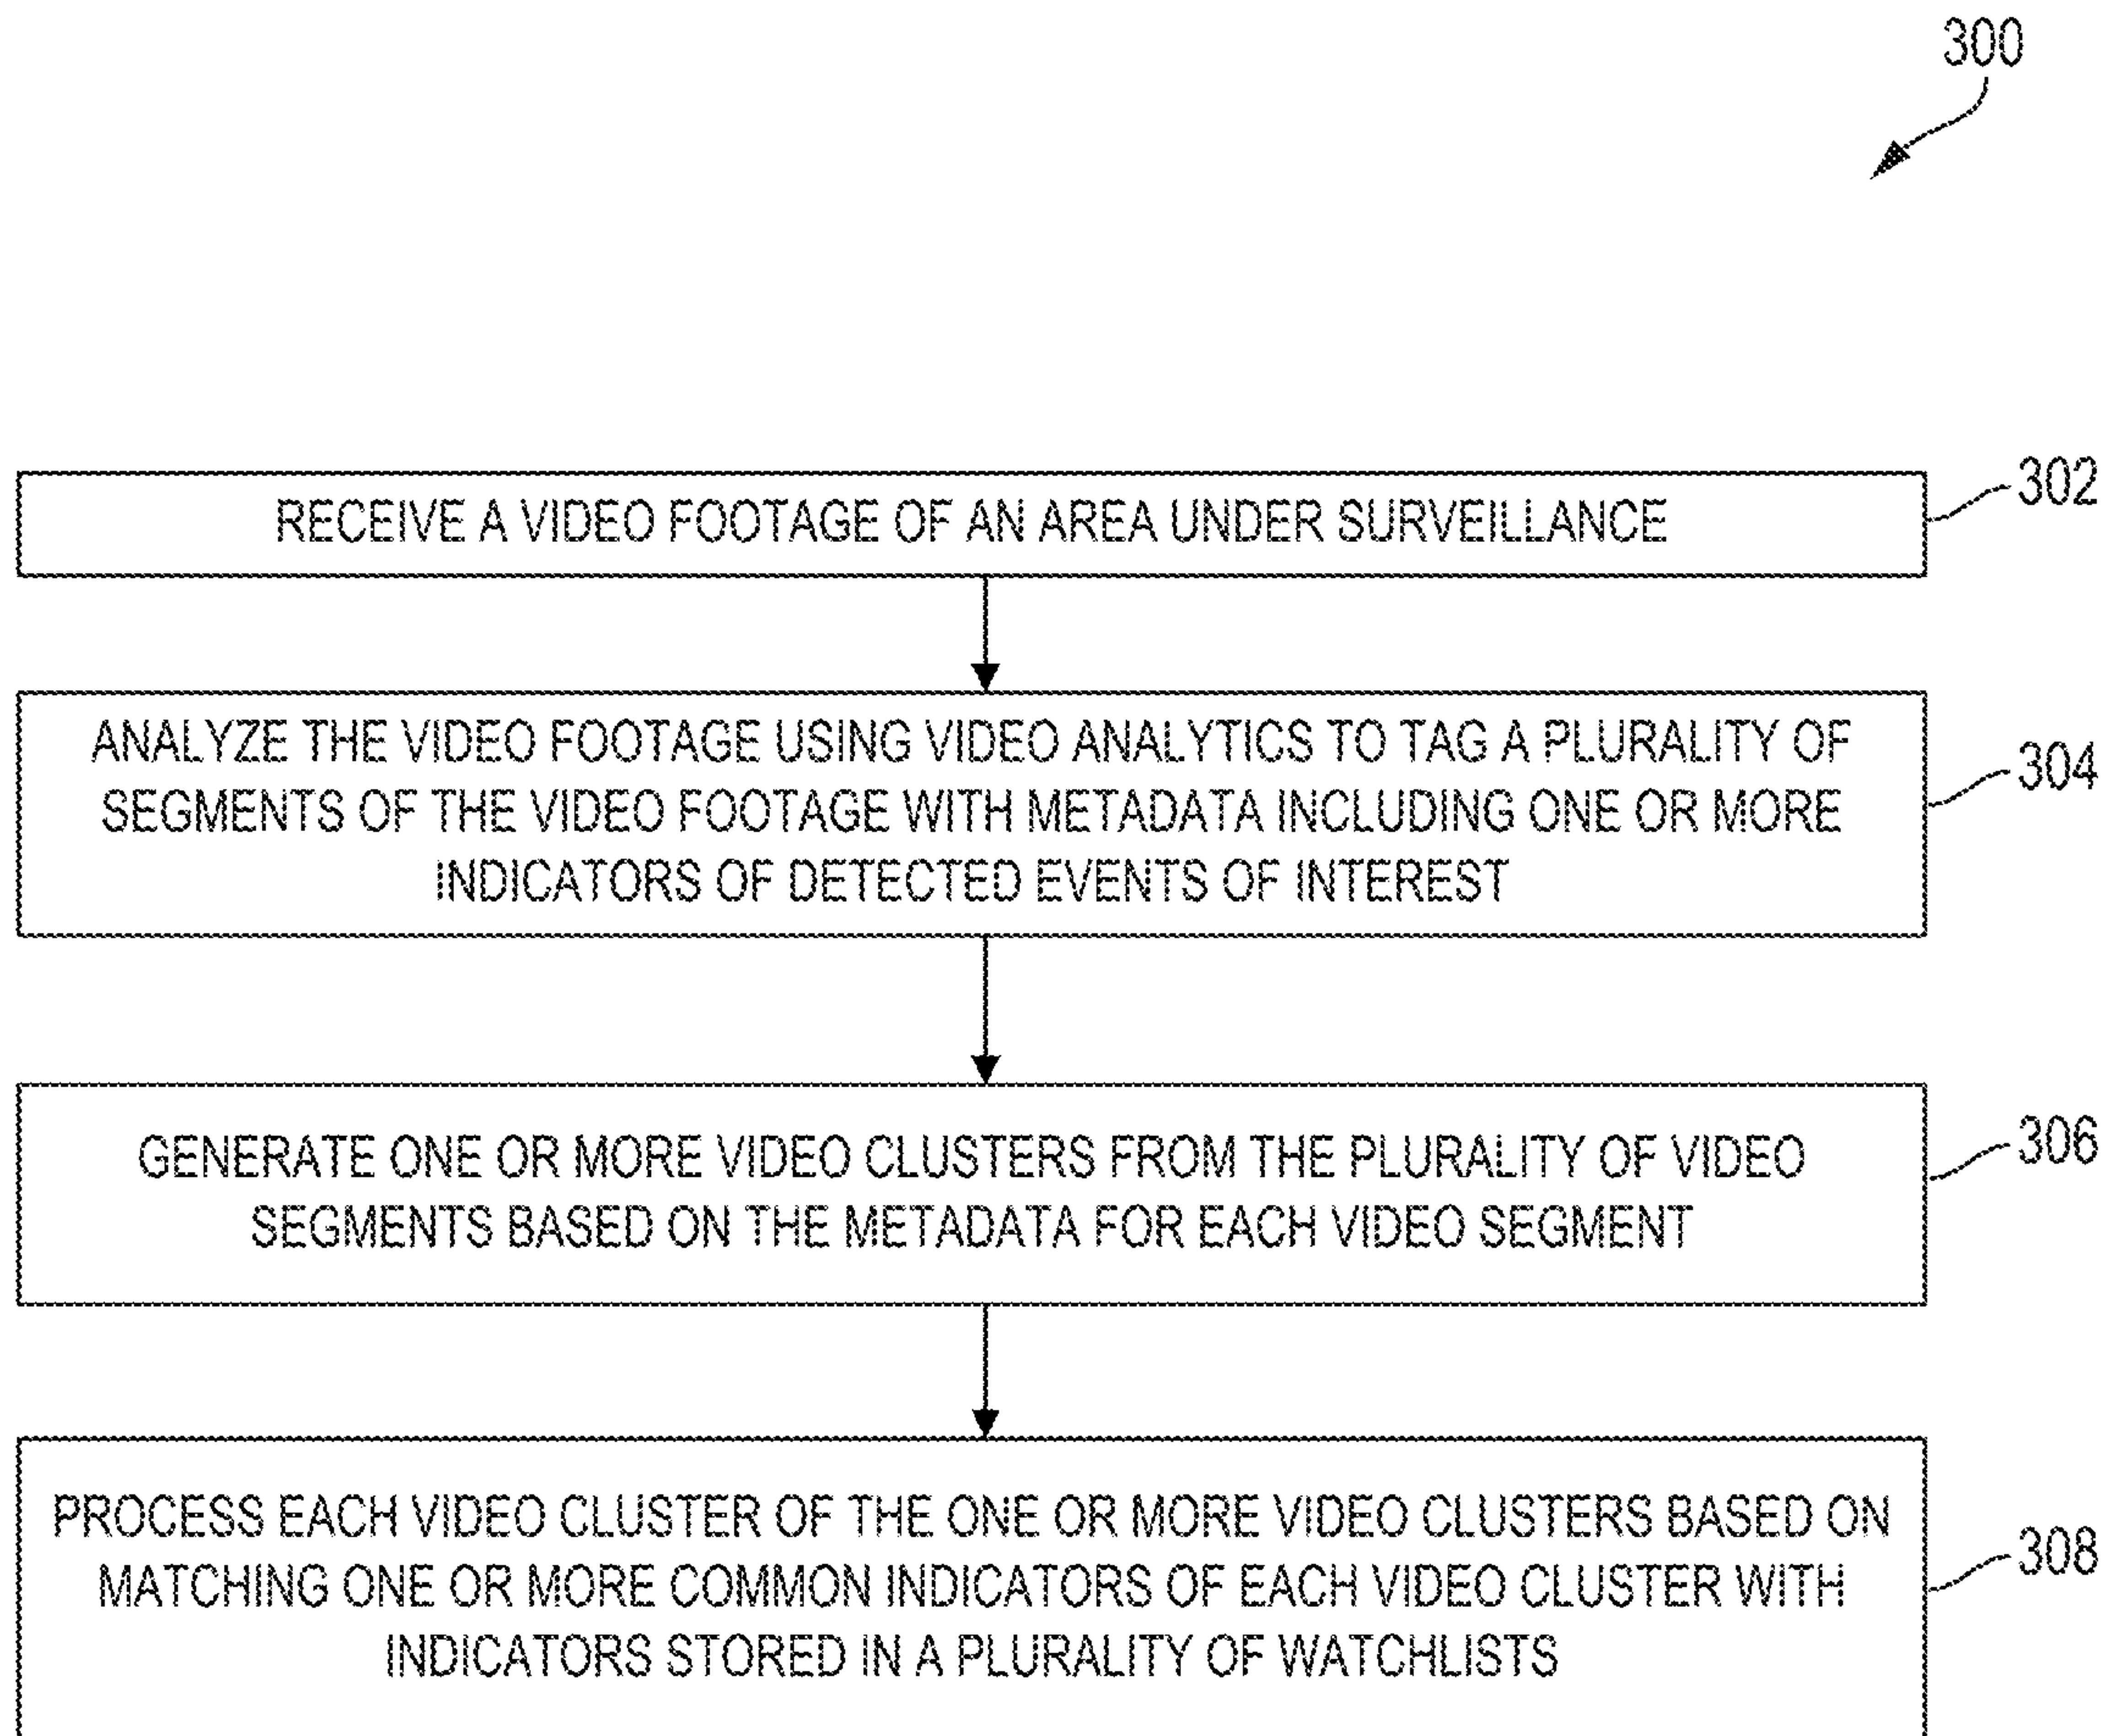 300
RECEIVE A VIDEO FOOTAGE OF AN AREA UNDER SURVEILLANCE
302
ANALYZE THE VIDEO FOOTAGE USING VIDEO ANALYTICS TO TAG A PLURALITY OF
SEGMENTS OF THE VIDEO FOOTAGE WITH METADATA INCLUDING ONE OR MORE
INDICATORS OF DETECTED EVENTS OF INTEREST
304
GENERATE ONE OR MORE VIDEO CLUSTERS FROM THE PLURALITY OF VIDEO
SEGMENTS BASED ON THE METADATA FOR EACH VIDEO SEGMENT
306
PROCESS EACH VIDEO CLUSTER OF THE ONE OR MORE VIDEO CLUSTERS BASED ON
MATCHING ONE OR MORE COMMON INDICATORS OF EACH VIDEO CLUSTER WITH
INDICATORS STORED IN A PLURALITY OF WATCHLISTS
308